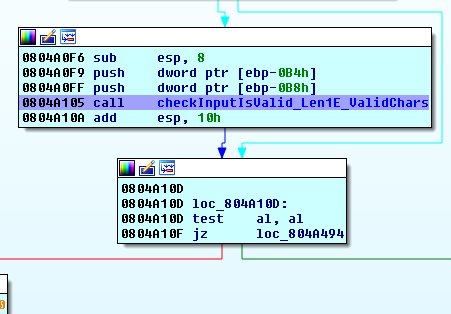 0804A0F6 sub esp, 8
0804A0F9 push dword ptr [ebp-0B4h]
0804A0FF push dword ptr [ebp-0B8h]
0804A105 call checkInputIsValid_Len1E_ValidChars
0804A10A add esp, 10h
0804A10D
0804A10D loc_804A10D:
0804A10D test al, al
0804A10F jz loc_804A494